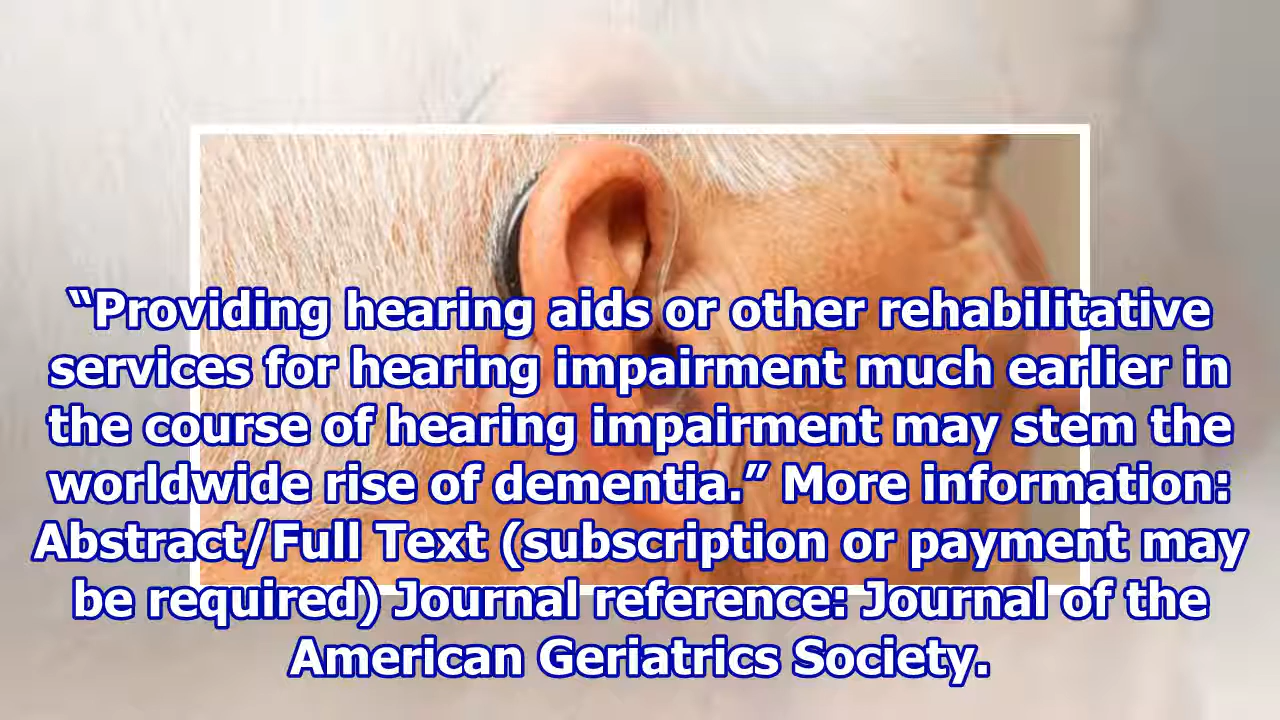 “Providing hearing aids or other rehabilitative
services for hearing impairment much earlier in
the course of hearing impairment may stem the
worldwide rise of dementia.” More information:
Abstract/Full Text (subscription or payment may
be required) Journal reference: Journal of the
American Geriatrics Society.